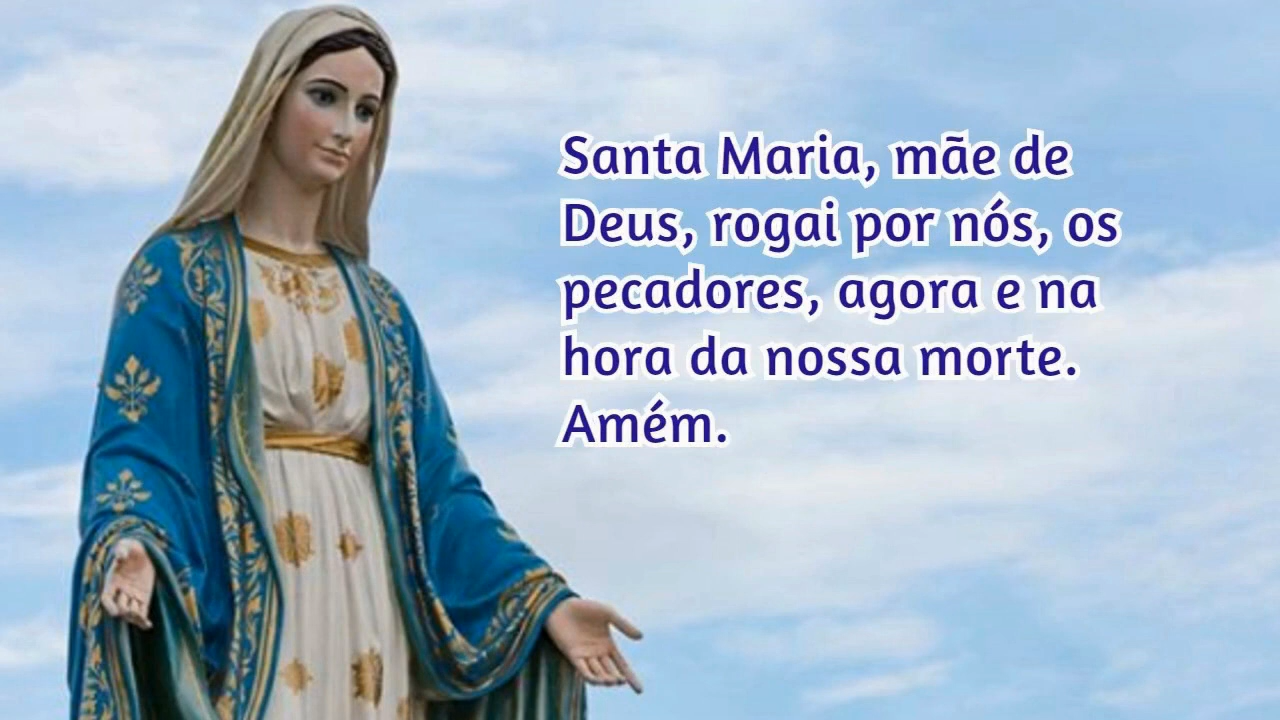 Santa Maria, mãe de
Deus, rogai por nós, os
pecadores, agora e na
hora da nossa morte.
Amém.